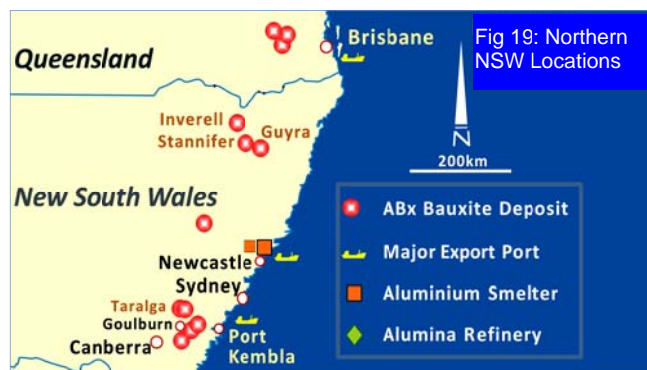 Fig 19: Northern
NSW Locations
Queensland
Brisbane
Inverell
Stannifer
Guyra
N
200km
New South Wales
ABx Bauxite Deposit
Major Export Port
Newcastle
Sydney
Aluminium Smelter
Taralga
Goulburn
Alumina Refinery
Canberra
Port
Kembla